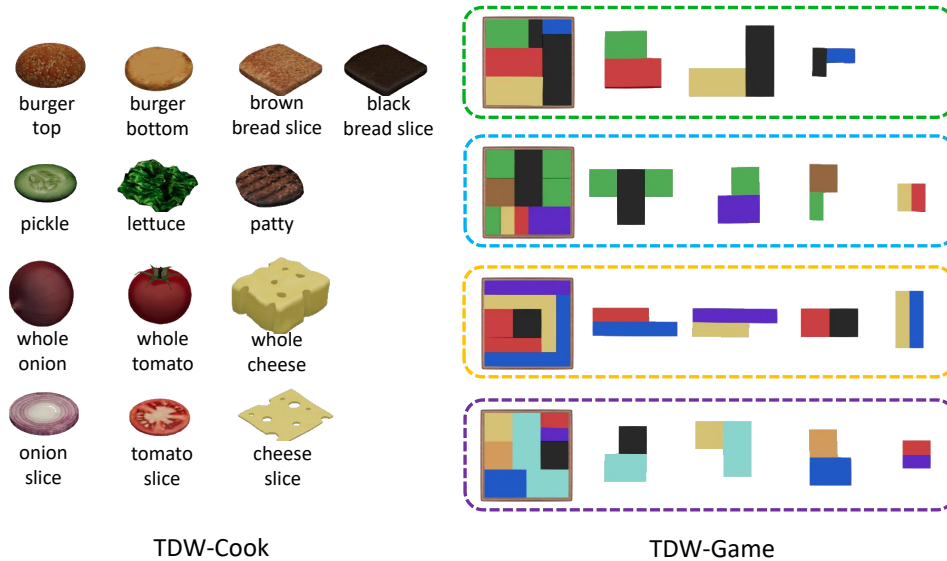 burger
top
burger
bottom
brown
bread slice
black
bread slice
pickle
lettuce
patty
whole
onion
whole
tomato
whole
cheese
onion
slice
tomato
slice
cheese
slice
TDW-Cook
TDW-Game